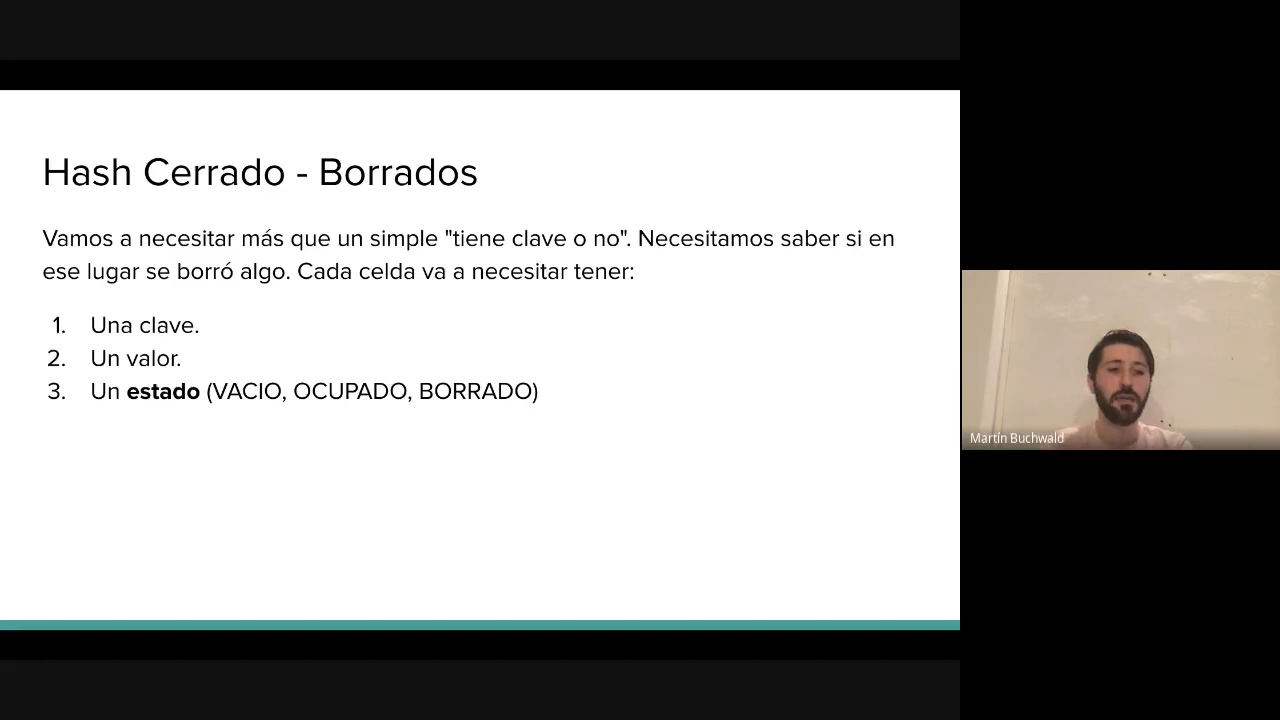 Hash Cerrado - Borrados
Vamos a necesitar más que un simple "tiene clave o no". Necesitamos saber si en
ese lugar se borró algo. Cada celda va a necesitar tener:
1. Una clave.
2. Un valor.
3. Un estado (VACIO, OCUPADO, BORRADO)
Martín Buchwald